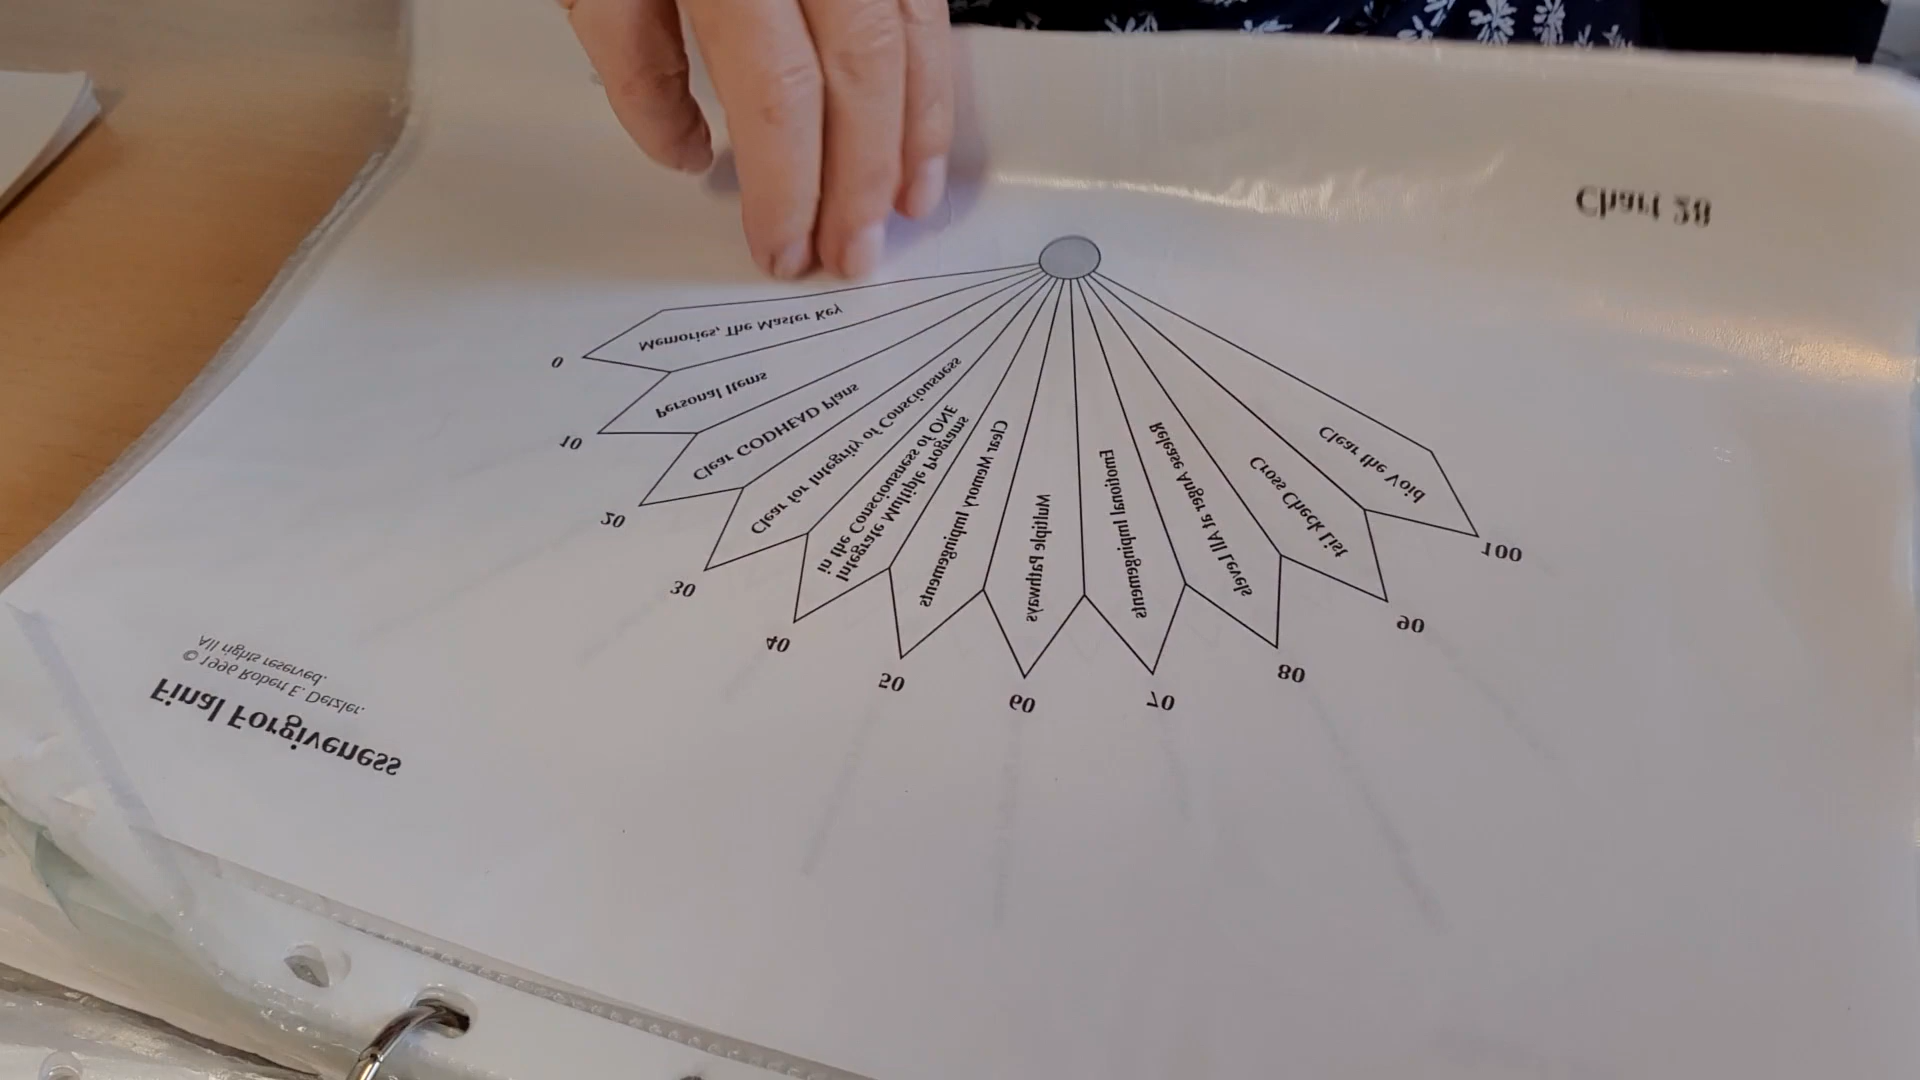 Final Forgiveness
© 1996 Robert E. Detzler.
All rights reserved.
Chart 28
0
Memories, The Master Key
10
Personal Items
20
Clear GODHEAD Plans
30
Clear for Integrity of Consciousness
40
Integrate Multiple Programs
in the Consciousness of ONE
50
Clear Memory Impingements
60
Multiple Pathways
70
Emotional Impingements
80
Release Anger at All Levels
90
Cross Check List
100
Clear the Void